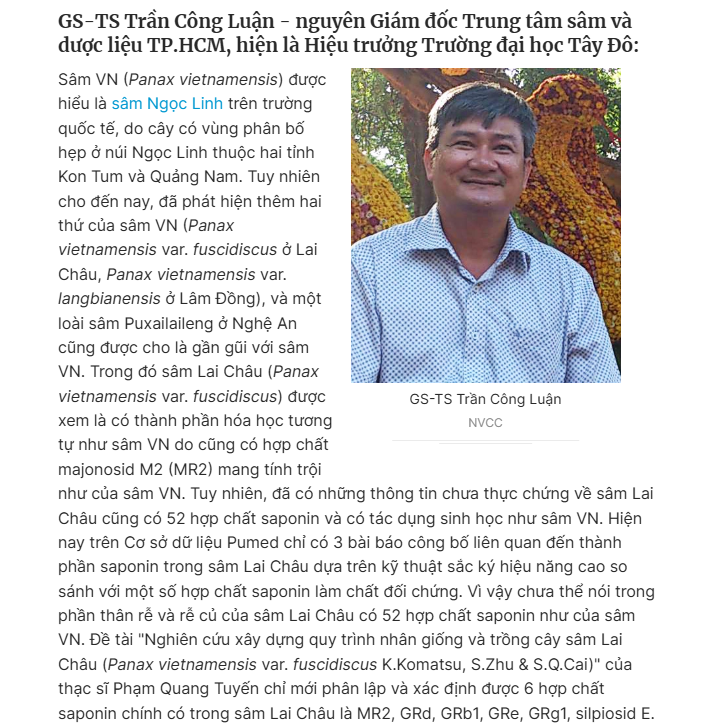 GS-TS Trần Công Luận - nguyên Giám đốc Trung tâm sâm và
dược liệu TP.HCM, hiện là Hiệu trưởng Trường đại học Tây Đô:
Sâm VN (Panax vietnamensis) được
hiểu là sâm Ngọc Linh trên trường
quốc tế, do cây có vùng phân bố
hẹp ở núi Ngọc Linh thuộc hai tỉnh
Kon Tum và Quảng Nam. Tuy nhiên
cho đến nay, đã phát hiện thêm hai
thứ của sâm VN (Panax
vietnamensis var. fuscidiscus ở Lai
Châu, Panax vietnamensis var.
langbianensis ở Lâm Đồng), và một
loài sâm Puxailaileng ở Nghệ An
cũng được cho là gần gũi với sâm
VN. Trong đó sâm Lai Châu (Panax
vietnamensis var. fuscidiscus) được
xem là có thành phần hóa học tương
tự như sâm VN do cũng có hợp chất
majonosid M2 (MR2) mang tính trội
như của sâm VN. Tuy nhiên, đã có những thông tin chưa thực chứng về sâm Lai
Châu cũng có 52 hợp chất saponin và có tác dụng sinh học như sâm VN. Hiện
nay trên Cơ sở dữ liệu Pumed chỉ có 3 bài báo công bố liên quan đến thành
phần saponin trong sâm Lai Châu dựa trên kỹ thuật sắc ký hiệu năng cao so
sánh với một số hợp chất saponin làm chất đối chứng. Vì vậy chưa thể nói trong
phần thân rễ và rễ củ của sâm Lai Châu có 52 hợp chất saponin như của sâm
VN. Đề tài "Nghiên cứu xây dựng quy trình nhân giống và trồng cây sâm Lai
Châu (Panax vietnamensis var. fuscidiscus K.Komatsu, S.Zhu & S.Q.Cai)" của
thạc sĩ Phạm Quang Tuyến chỉ mới phân lập và xác định được 6 hợp chất
saponin chính có trong sâm Lai Châu là MR2, GRd, GRb1, GRe, GRg1, silpiosid E.
GS-TS Trần Công Luận
NVCC